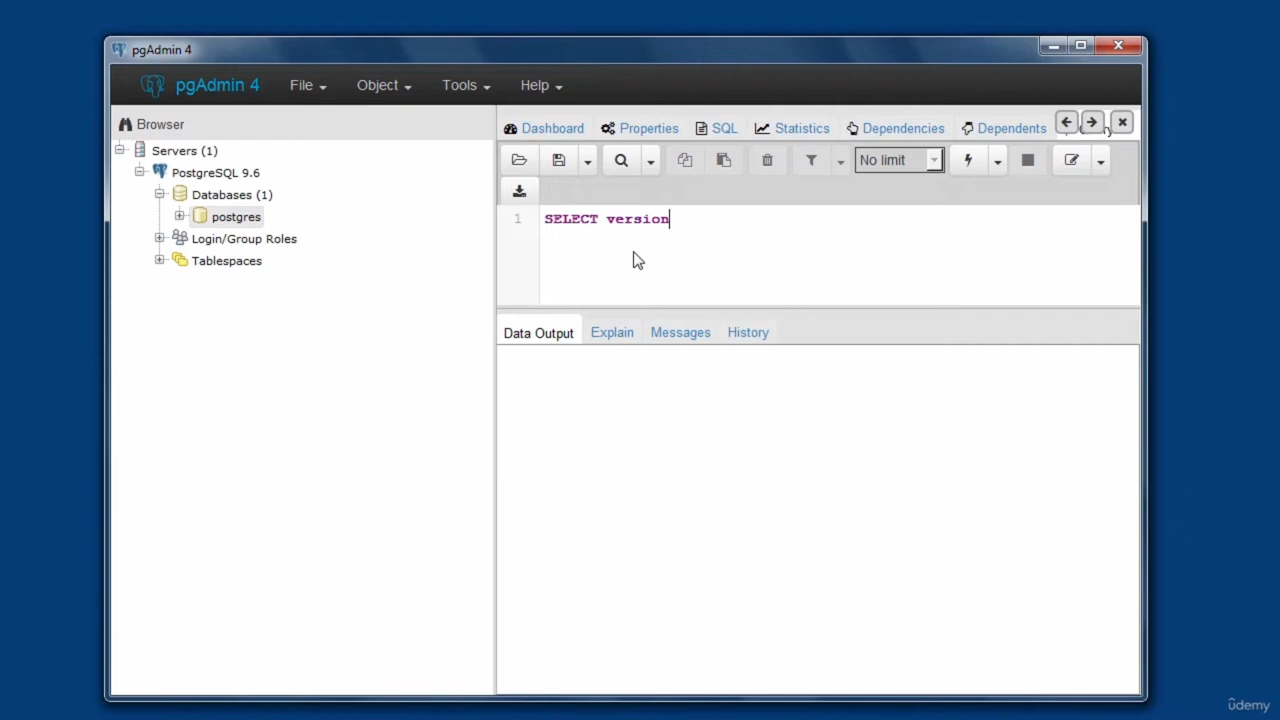 pgAdmin 4
pgAdmin 4 File Object Tools Help
Browser
Dashboard Properties SQL Statistics Dependencies Dependents
Servers (1)
PostgreSQL 9.6
Databases (1)
postgres
Login/Group Roles
Tablespaces
No limit
1 SELECT version
Data Output Explain Messages History
udemy